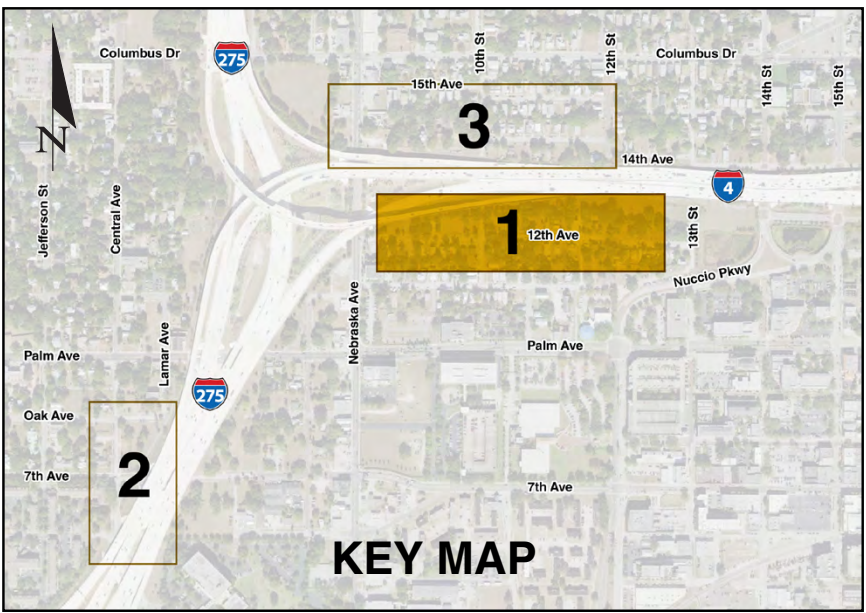 Columbus Dr
275
10th St
12th St
Columbus Dr
14th St
15th St
15th Ave
3
N
14th Ave
4
Jefferson St
Central Ave
1
12th Ave
13th St
Nuccio Pkwy
Nebraska Ave
Lamar Ave
Palm Ave
Palm Ave
275
Oak Ave
2
7th Ave
7th Ave
KEY MAP